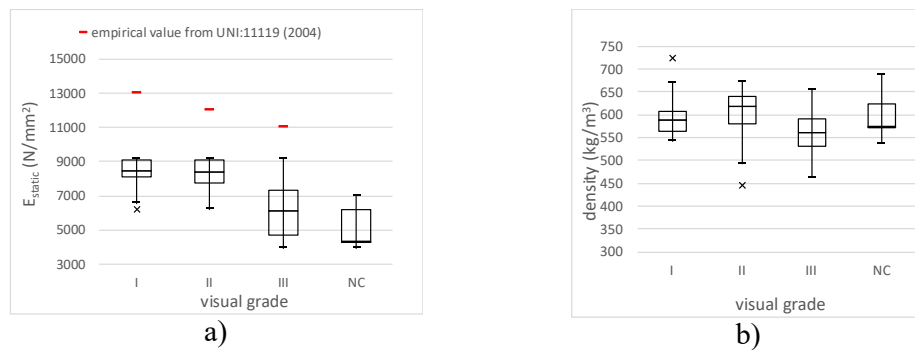 empirical value from UNI:11119 (2004)
E_static (N/mm²)
15000
13000
11000
9000
7000
5000
3000
I II III NC
visual grade
a)
density (kg/m³)
750
700
650
600
550
500
450
400
350
300
I II III NC
visual grade
b)